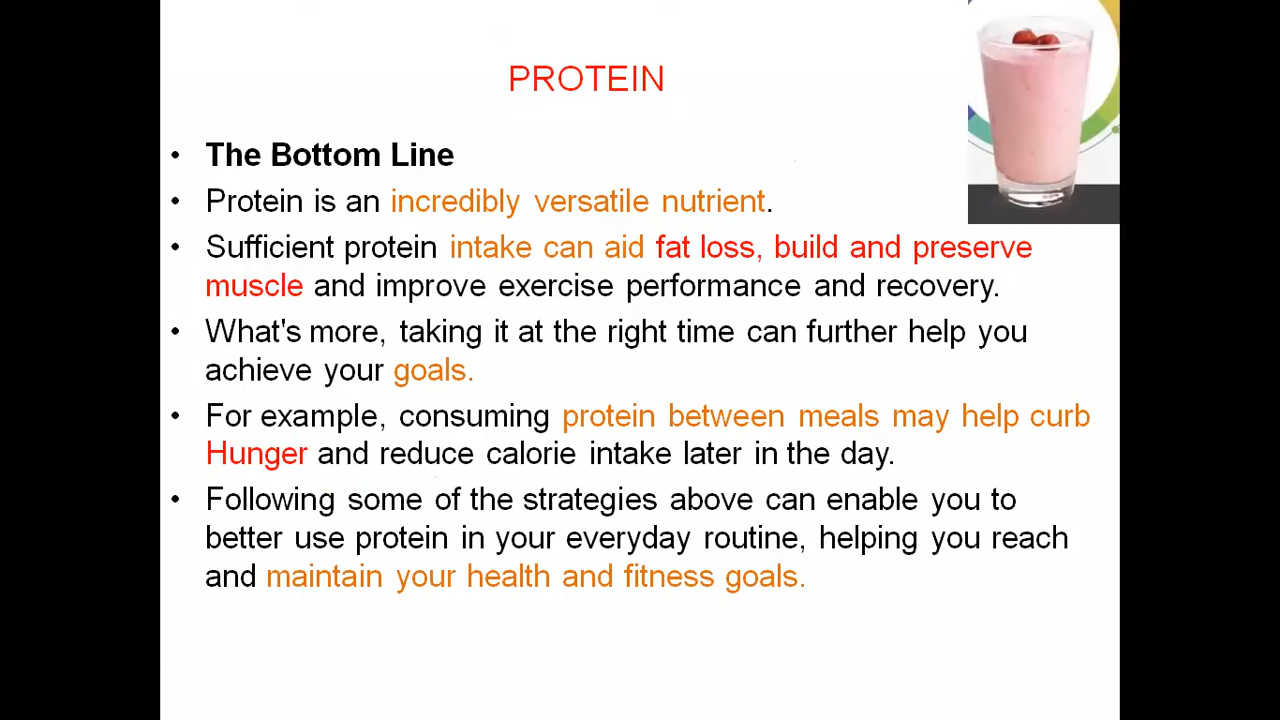 PROTEIN
• The Bottom Line
• Protein is an incredibly versatile nutrient.
• Sufficient protein intake can aid fat loss, build and preserve
muscle and improve exercise performance and recovery.
• What's more, taking it at the right time can further help you
achieve your goals.
• For example, consuming protein between meals may help curb
Hunger and reduce calorie intake later in the day.
• Following some of the strategies above can enable you to
better use protein in your everyday routine, helping you reach
and maintain your health and fitness goals.